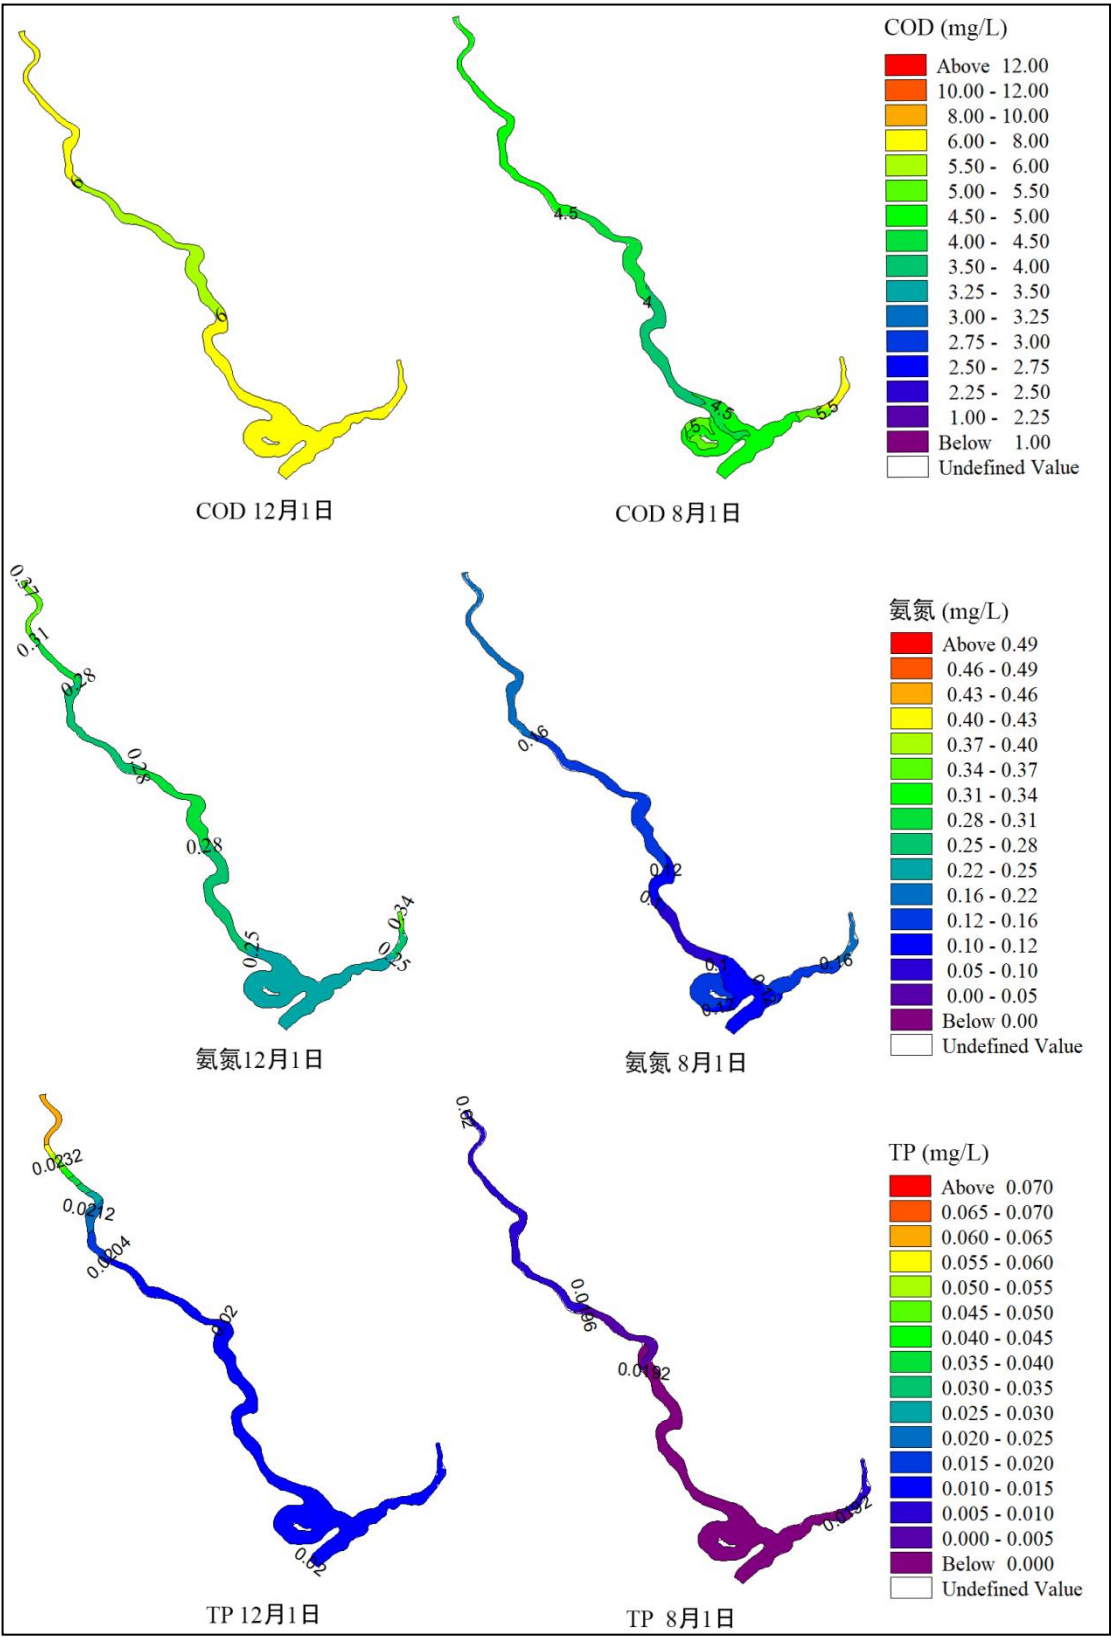 COD (mg/L)
Above 12.00
10.00 - 12.00
8.00 - 10.00
6.00 - 8.00
5.50 - 6.00
5.00 - 5.50
4.50 - 5.00
4.00 - 4.50
3.50 - 4.00
3.25 - 3.50
3.00 - 3.25
2.75 - 3.00
2.50 - 2.75
2.25 - 2.50
1.00 - 2.25
Below 1.00
Undefined Value
6
6
COD 12月1日
4.5
4
4.5
5
5.5
COD 8月1日
氨氮 (mg/L)
Above 0.49
0.46 - 0.49
0.43 - 0.46
0.40 - 0.43
0.37 - 0.40
0.34 - 0.37
0.31 - 0.34
0.28 - 0.31
0.25 - 0.28
0.22 - 0.25
0.16 - 0.22
0.12 - 0.16
0.10 - 0.12
0.05 - 0.10
0.00 - 0.05
Below 0.00
Undefined Value
0.37
0.31
0.28
0.28
0.28
0.25
0.34
0.25
氨氮12月1日
0.16
0.12
0.1
0.12
0.16
氨氮 8月1日
TP (mg/L)
Above 0.070
0.065 - 0.070
0.060 - 0.065
0.055 - 0.060
0.050 - 0.055
0.045 - 0.050
0.040 - 0.045
0.035 - 0.040
0.030 - 0.035
0.025 - 0.030
0.020 - 0.025
0.015 - 0.020
0.010 - 0.015
0.005 - 0.010
0.000 - 0.005
Below 0.000
Undefined Value
0.0232
0.0212
0.0204
0.02
0.02
TP 12月1日
0.02
0.0196
0.0192
0.0192
TP 8月1日